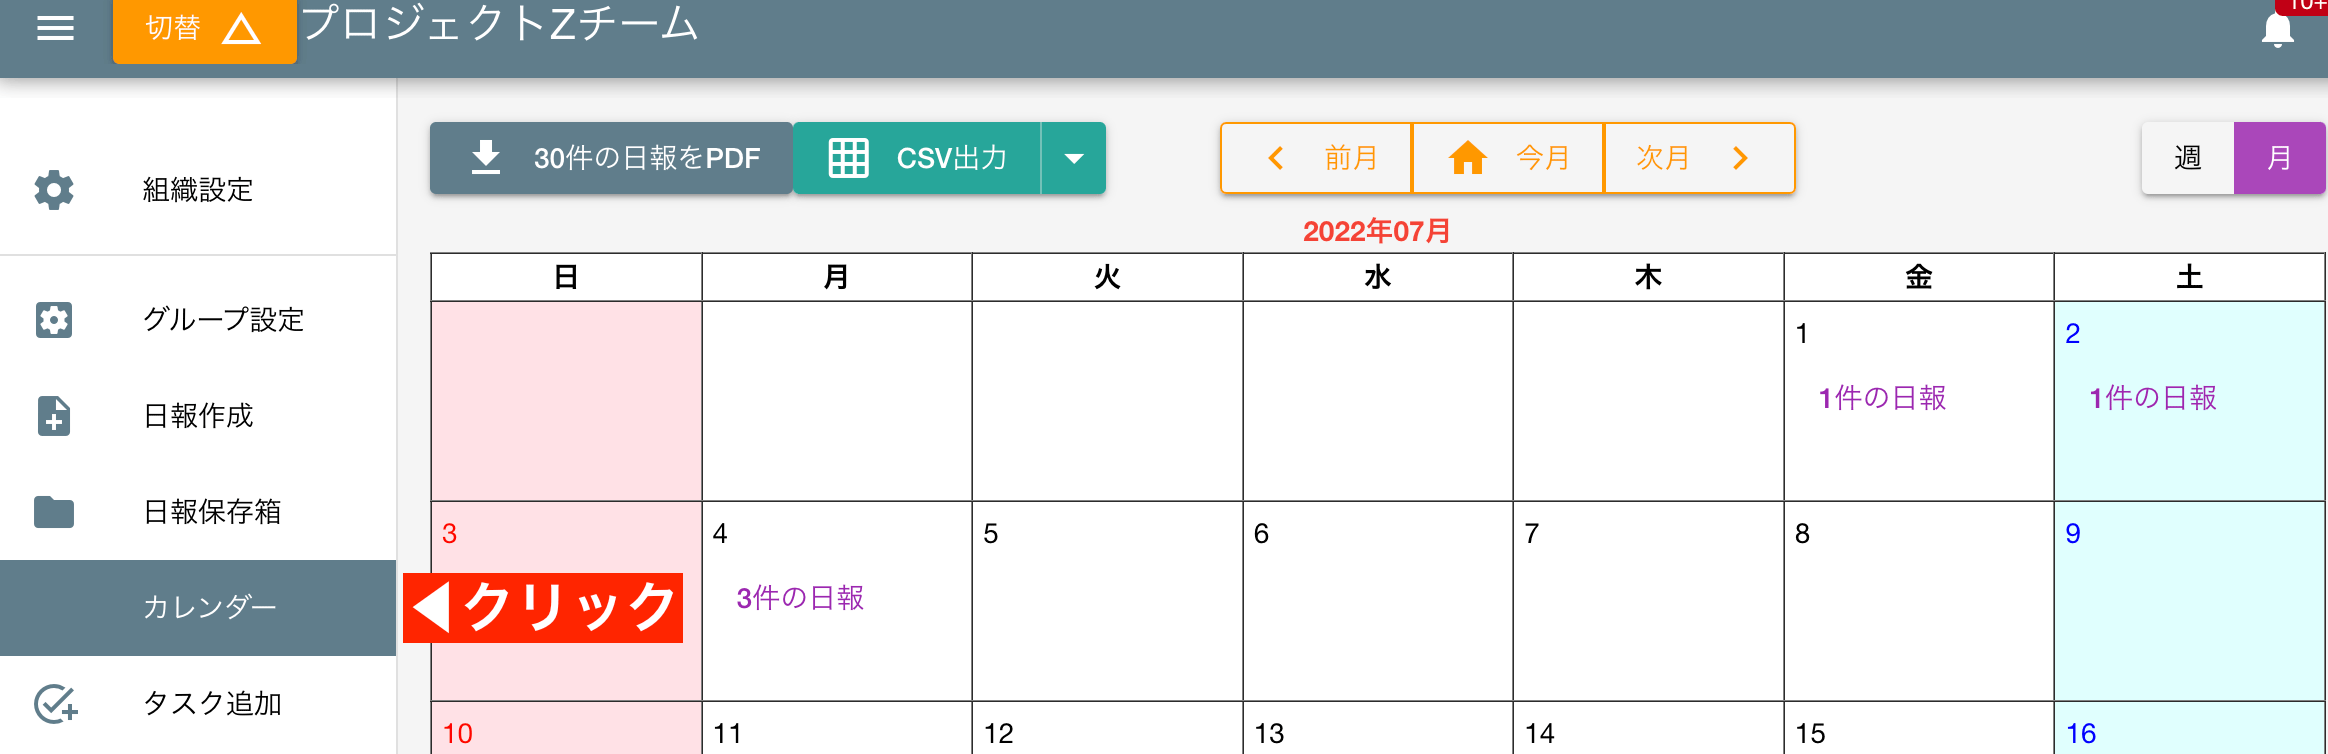 切替
プロジェクトZチーム
10+
組織設定
グループ設定
日報作成
日報保存箱
カレンダー
タスク追加
30件の日報をPDF
CSV出力
前月
今月
次月
週
月
2022年07月
日 月 火 水 木 金 土
1 2
1件の日報 1件の日報
3 4 5 6 7 8 9
クリック
3件の日報
10 11 12 13 14 15 16